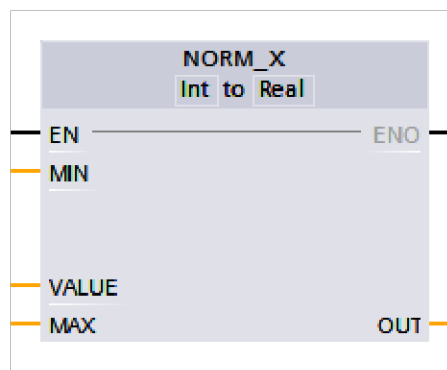 NORM_X
Int to Real
EN ENO
MIN
VALUE
MAX OUT